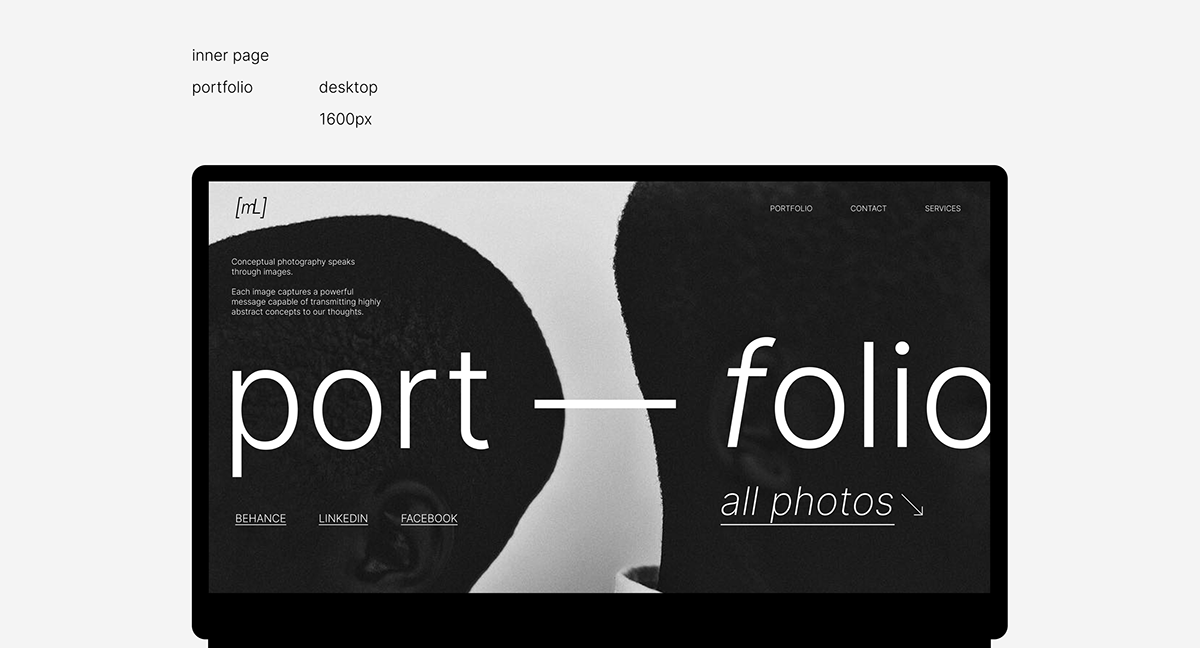 inner page
portfolio desktop
1600px
[mL]
PORTFOLIO CONTACT SERVICES
Conceptual photography speaks
through images.
Each image captures a powerful
message capable of transmitting highly
abstract concepts to our thoughts.
port — folio
all photos ↘
BEHANCE LINKEDIN FACEBOOK